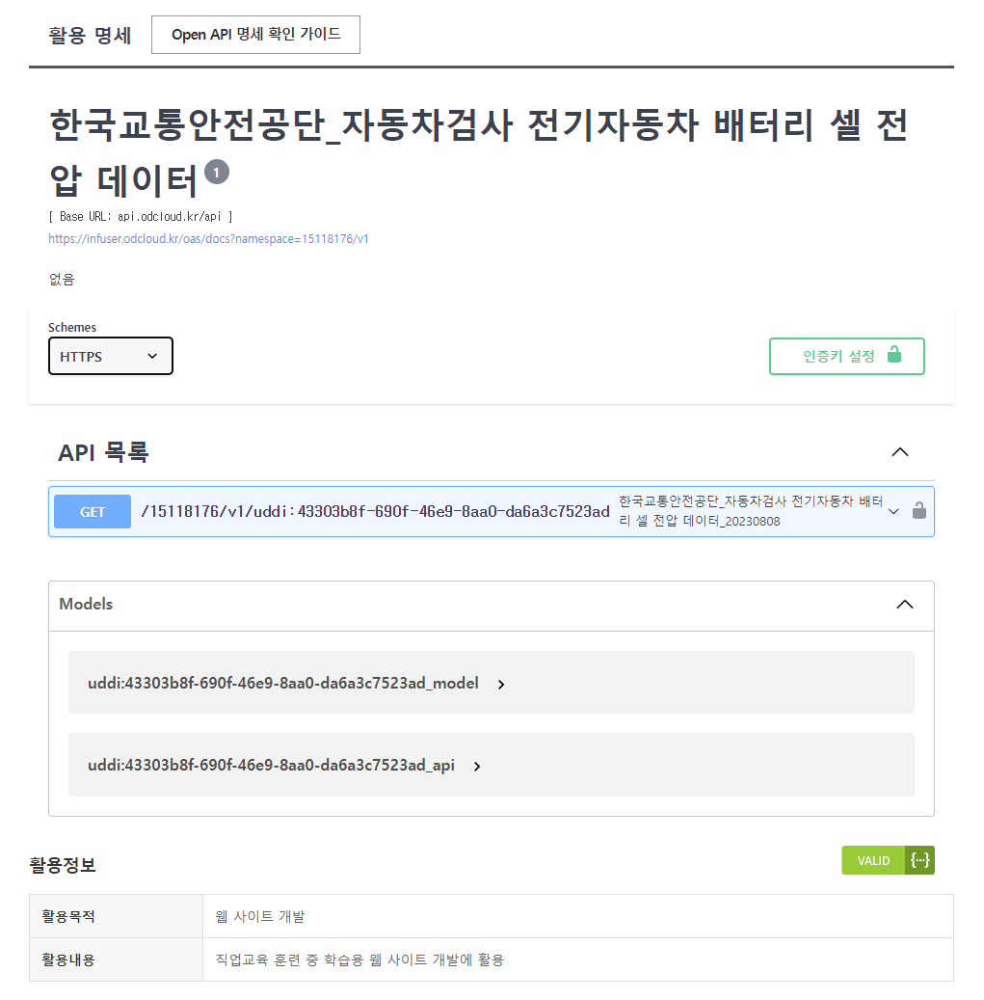 활용 명세
Open API 명세 확인 가이드
한국교통안전공단_자동차검사 전기자동차 배터리 셀 전
압 데이터 1
[ Base URL: api.odcloud.kr/api ]
https://infuser.odcloud.kr/oas/docs?namespace=15118176/v1
없음
Schemes
HTTPS
인증키 설정
API 목록
GET
/15118176/v1/uddi:43303b8f-690f-46e9-8aa0-da6a3c7523ad
한국교통안전공단_자동차검사 전기자동차 배터
리 셀 전압 데이터_20230808
Models
uddi:43303b8f-690f-46e9-8aa0-da6a3c7523ad_model
uddi:43303b8f-690f-46e9-8aa0-da6a3c7523ad_api
활용정보
VALID {...}
활용목적
웹 사이트 개발
활용내용
직업교육 훈련 중 학습용 웹 사이트 개발에 활용